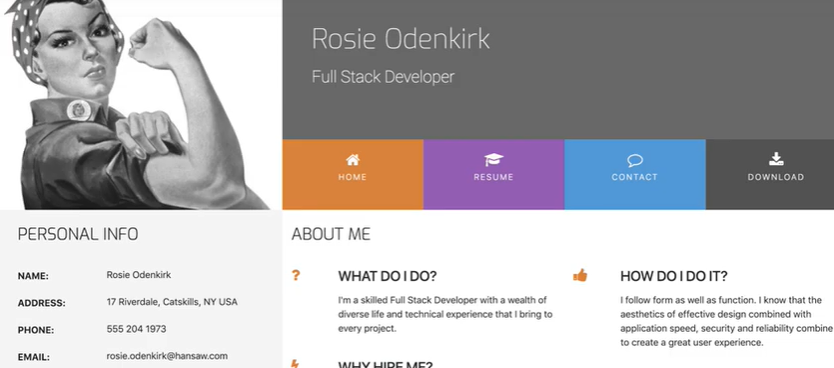 Rosie Odenkirk
Full Stack Developer
HOME
RESUME
CONTACT
DOWNLOAD
PERSONAL INFO
NAME: Rosie Odenkirk
ADDRESS: 17 Riverdale, Catskills, NY USA
PHONE: 555 204 1973
EMAIL: rosie.odenkirk@hansaw.com
ABOUT ME
?
WHAT DO I DO?
I'm a skilled Full Stack Developer with a wealth of
diverse life and technical experience that I bring to
every project.
HOW DO I DO IT?
I follow form as well as function. I know that the
aesthetics of effective design combined with
application speed, security and reliability combine
to create a great user experience.
WHY HIRE ME?